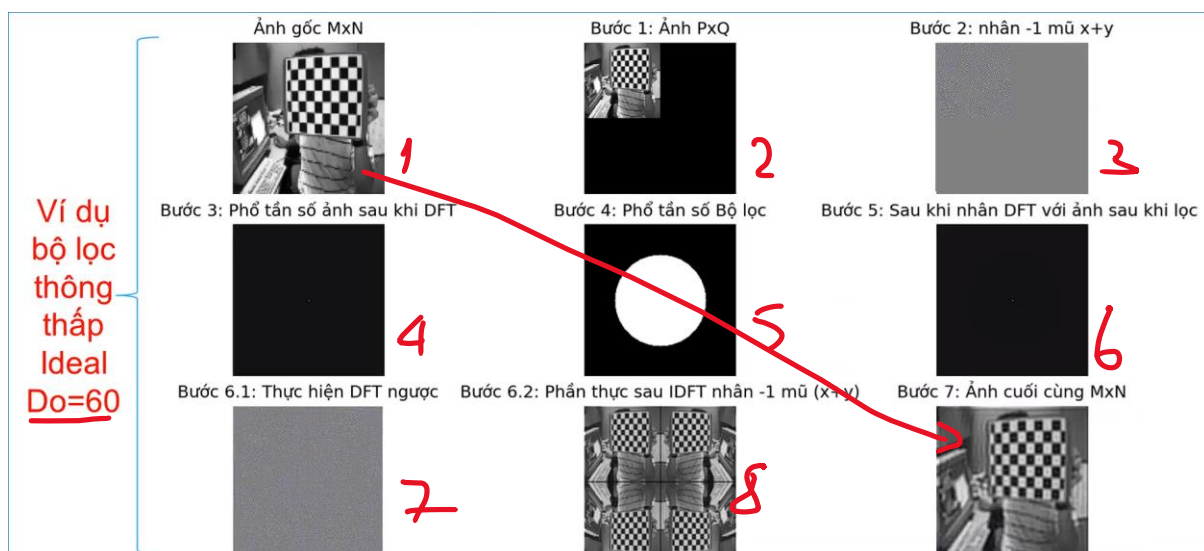 Ảnh gốc MxN
Bước 1: Ảnh PxQ
Bước 2: nhân -1 mũ x+y
1
2
3
Ví dụ
bộ lọc
thông
thấp
Ideal
Do=60
Bước 3: Phổ tần số ảnh sau khi DFT
Bước 4: Phổ tần số Bộ lọc
Bước 5: Sau khi nhân DFT với ảnh sau khi lọc
4
5
6
Bước 6.1: Thực hiện DFT ngược
Bước 6.2: Phần thực sau IDFT nhân -1 mũ (x+y)
Bước 7: Ảnh cuối cùng MxN
7
8